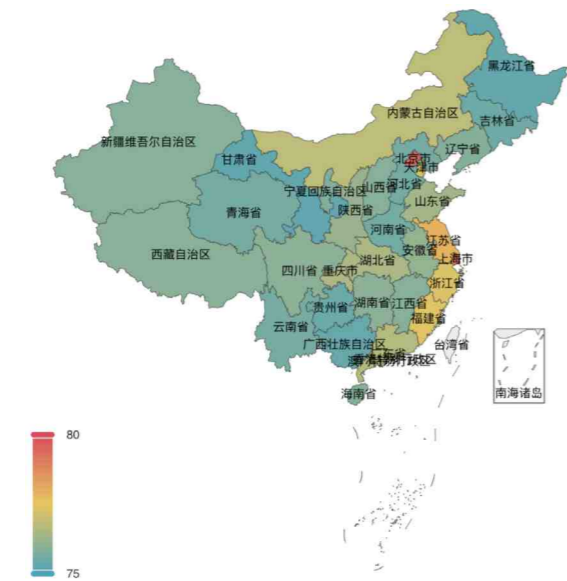 黑龙江省
内蒙古自治区
吉林省
新疆维吾尔自治区
辽宁省
甘肃省
北京市
天津市
宁夏回族自治区
山西省
河北省
青海省
陕西省
山东省
河南省
江苏省
安徽省
西藏自治区
上海市
湖北省
四川省
重庆市
浙江省
湖南省
江西省
贵州省
福建省
云南省
广西壮族自治区
台湾省
海南省
南海诸岛
80
75